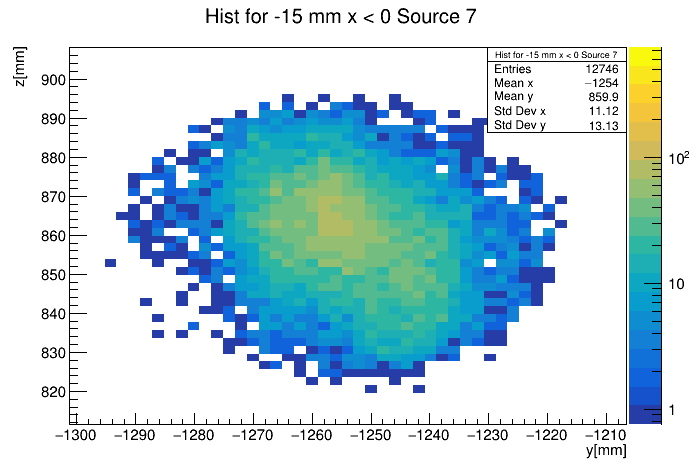 Hist for -15 mm x < 0 Source 7
z[mm]
Hist for -15 mm x < 0 Source 7
Entries 12746
Mean x −1254
Mean y 859.9
Std Dev x 11.12
Std Dev y 13.13
900
890
880
870
860
850
840
830
820
10²
10
1
−1300 −1290 −1280 −1270 −1260 −1250 −1240 −1230 −1220 −1210
y[mm]